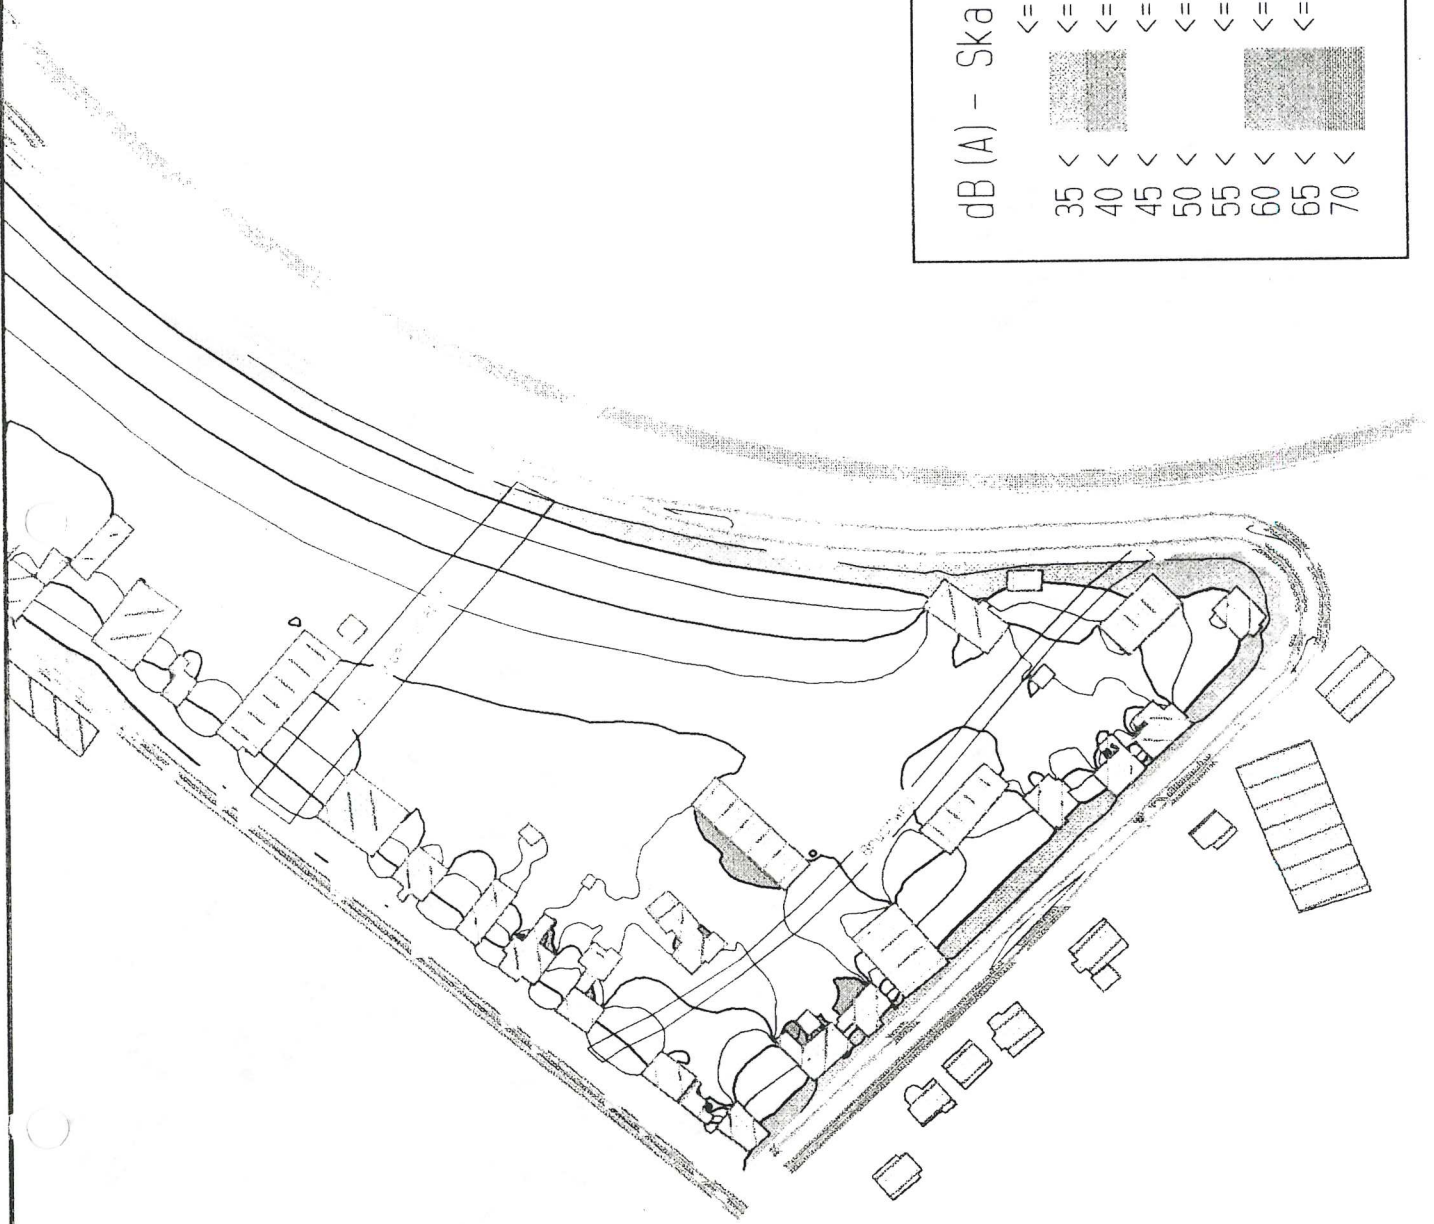 dB (A) - Ska
<=
35 < <=
40 < <=
45 < <=
50 < <=
55 < <=
60 < <=
65 < <=
70 <